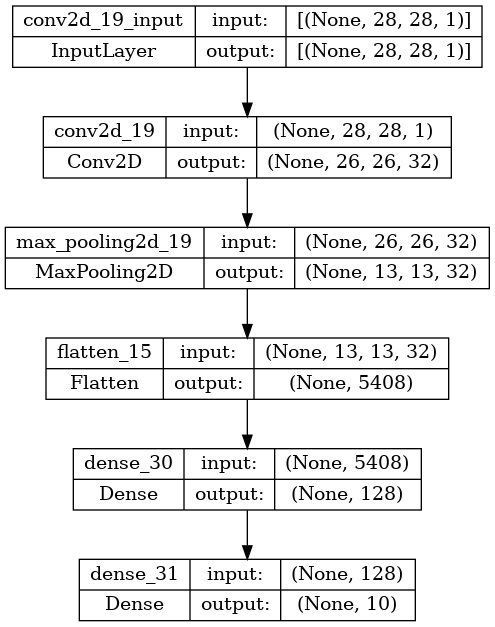 conv2d_19_input input: [(None, 28, 28, 1)]
InputLayer output: [(None, 28, 28, 1)]
conv2d_19 input: (None, 28, 28, 1)
Conv2D output: (None, 26, 26, 32)
max_pooling2d_19 input: (None, 26, 26, 32)
MaxPooling2D output: (None, 13, 13, 32)
flatten_15 input: (None, 13, 13, 32)
Flatten output: (None, 5408)
dense_30 input: (None, 5408)
Dense output: (None, 128)
dense_31 input: (None, 128)
Dense output: (None, 10)